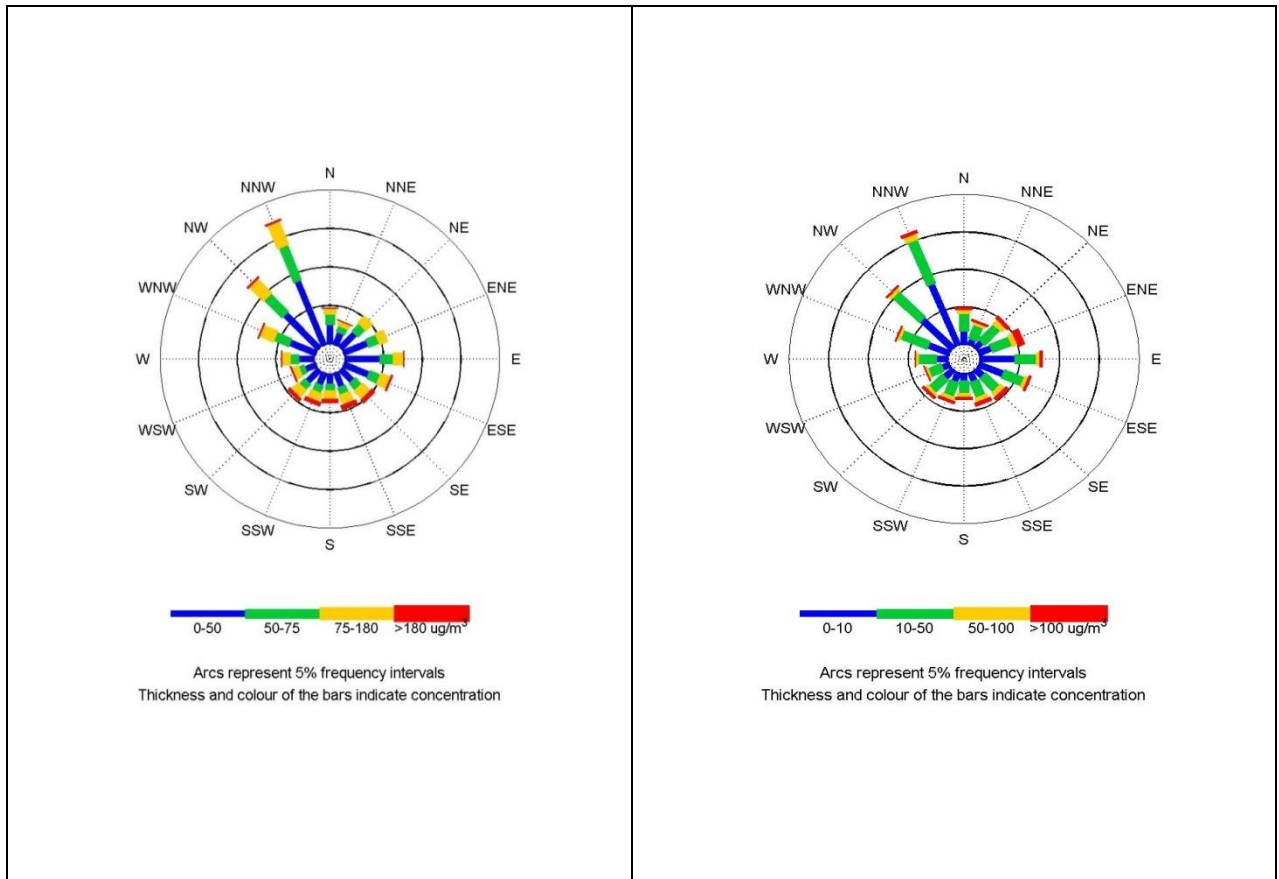 N
NNW
NNE
NW
NE
WNW
ENE
W
E
WSW
ESE
SW
SE
SSW
SSE
S
0-50 50-75 75-180 >180 ug/m³
Arcs represent 5% frequency intervals
Thickness and colour of the bars indicate concentration
N
NNW
NNE
NW
NE
WNW
ENE
W
E
WSW
ESE
SW
SE
SSW
SSE
S
0-10 10-50 50-100 >100 ug/m³
Arcs represent 5% frequency intervals
Thickness and colour of the bars indicate concentration